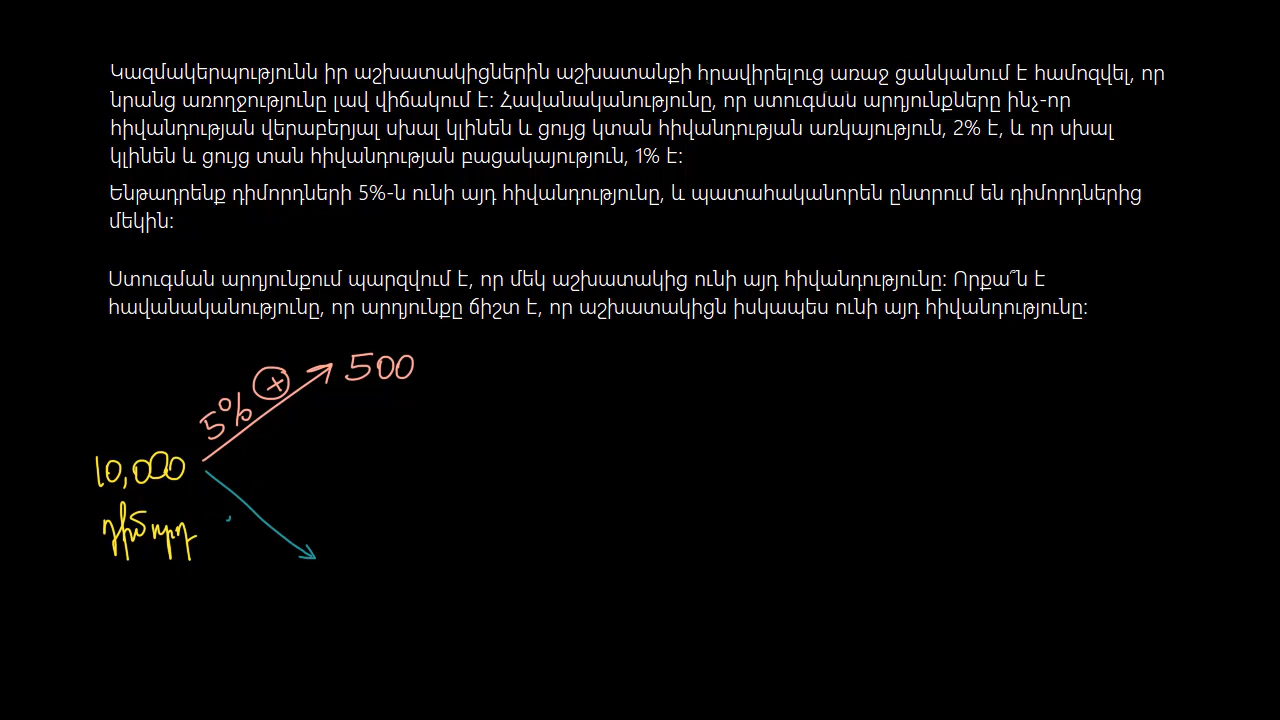 Կազմակերպությունն իր աշխատակիցներին աշխատանքի հրավիրելուց առաջ ցանկանում է համոզվել, որ
նրանց առողջությունը լավ վիճակում է: Հավանականությունը, որ ստուգման արդյունքները ինչ-որ
հիվանդության վերաբերյալ սխալ կլինեն և ցույց կտան հիվանդության առկայություն, 2% է, և որ սխալ
կլինեն և ցույց տան հիվանդության բացակայություն, 1% է:
Ենթադրենք դիմորդների 5%-ն ունի այդ հիվանդությունը, և պատահականորեն ընտրում են դիմորդներից
մեկին:
Ստուգման արդյունքում պարզվում է, որ մեկ աշխատակից ունի այդ հիվանդությունը: Որքա՞ն է
հավանականությունը, որ արդյունքը ճիշտ է, որ աշխատակիցն իսկապես ունի այդ հիվանդությունը:
5% + 500
10,000
դիմորդ